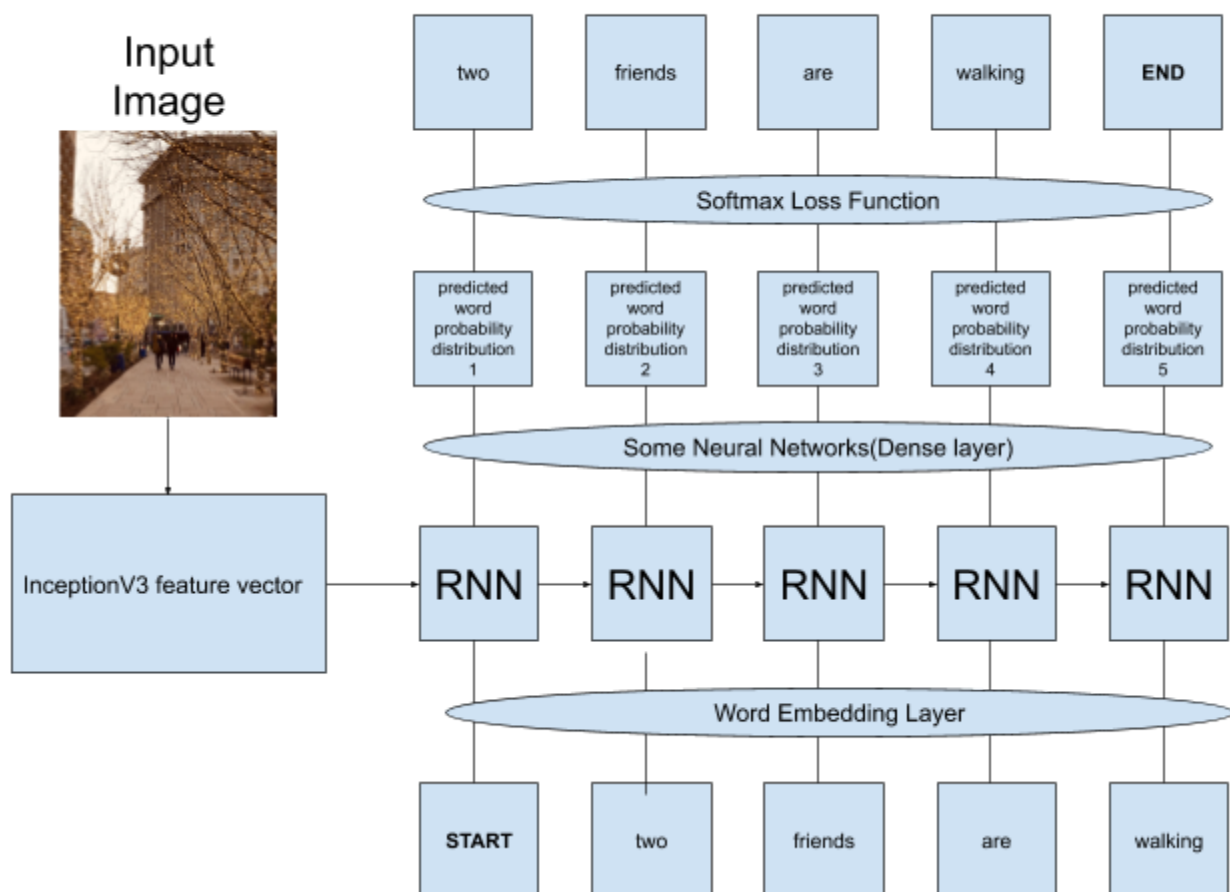 Input
Image
two
friends
are
walking
END
Softmax Loss Function
predicted
word
probability
distribution
1
predicted
word
probability
distribution
2
predicted
word
probability
distribution
3
predicted
word
probability
distribution
4
predicted
word
probability
distribution
5
Some Neural Networks(Dense layer)
InceptionV3 feature vector
RNN
RNN
RNN
RNN
RNN
Word Embedding Layer
START
two
friends
are
walking